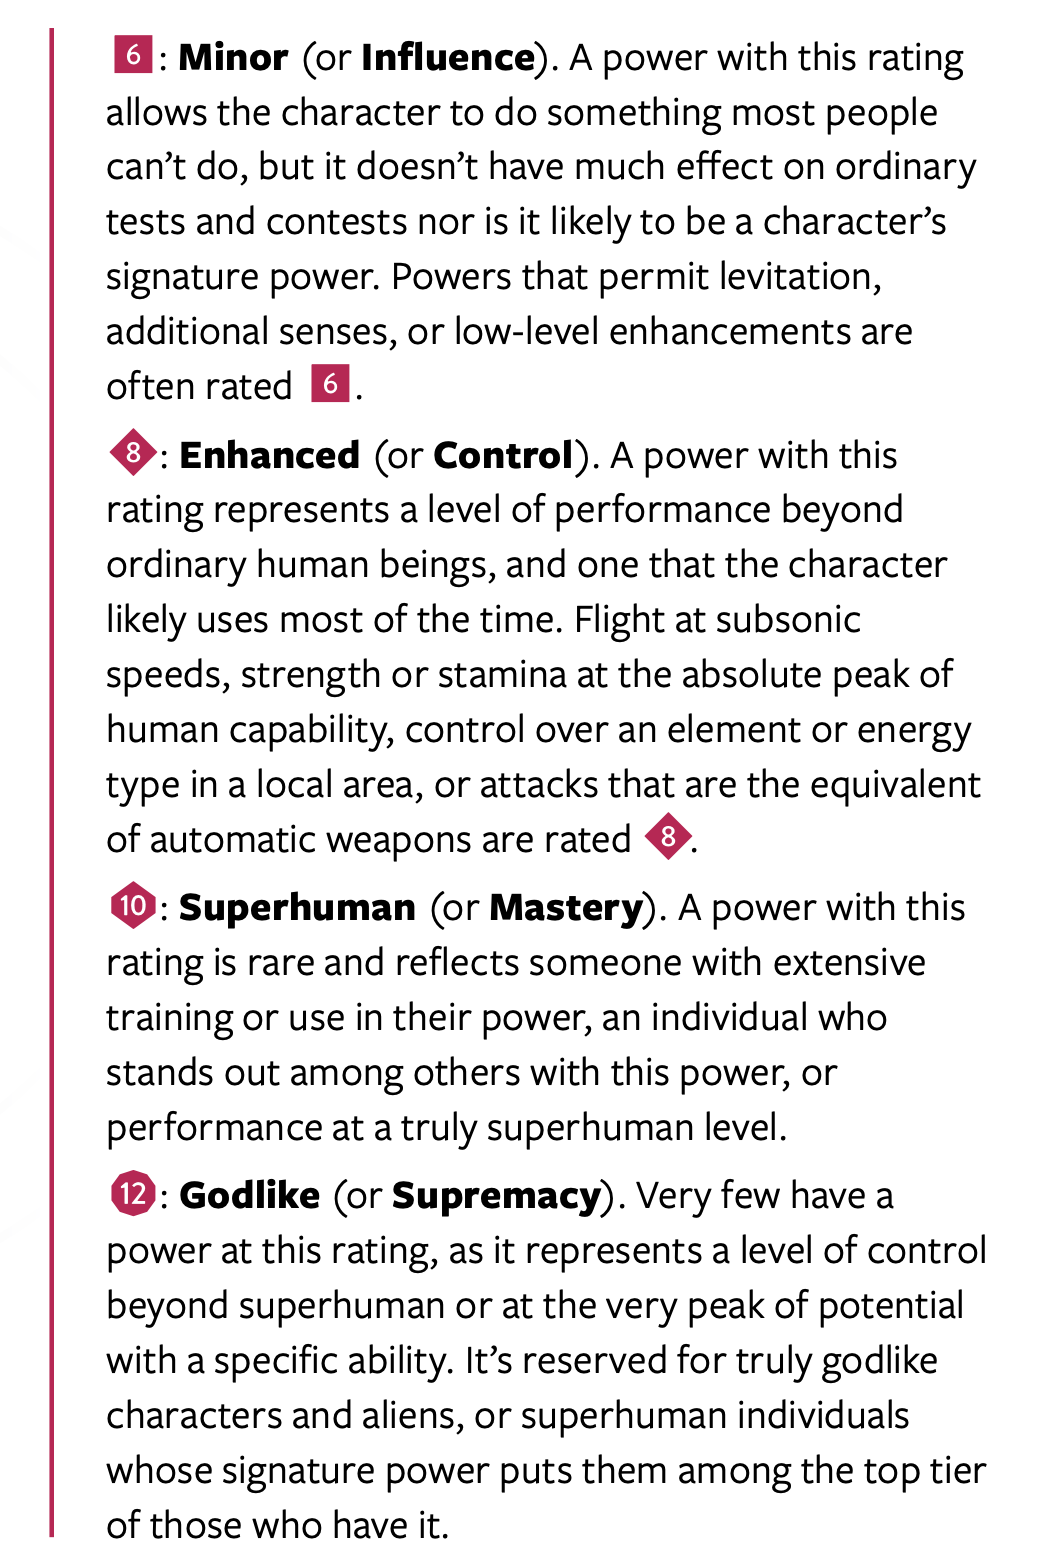 6: Minor (or Influence). A power with this rating
allows the character to do something most people
can’t do, but it doesn’t have much effect on ordinary
tests and contests nor is it likely to be a character’s
signature power. Powers that permit levitation,
additional senses, or low-level enhancements are
often rated 6.
8: Enhanced (or Control). A power with this
rating represents a level of performance beyond
ordinary human beings, and one that the character
likely uses most of the time. Flight at subsonic
speeds, strength or stamina at the absolute peak of
human capability, control over an element or energy
type in a local area, or attacks that are the equivalent
of automatic weapons are rated 8.
10: Superhuman (or Mastery). A power with this
rating is rare and reflects someone with extensive
training or use in their power, an individual who
stands out among others with this power, or
performance at a truly superhuman level.
12: Godlike (or Supremacy). Very few have a
power at this rating, as it represents a level of control
beyond superhuman or at the very peak of potential
with a specific ability. It’s reserved for truly godlike
characters and aliens, or superhuman individuals
whose signature power puts them among the top tier
of those who have it.